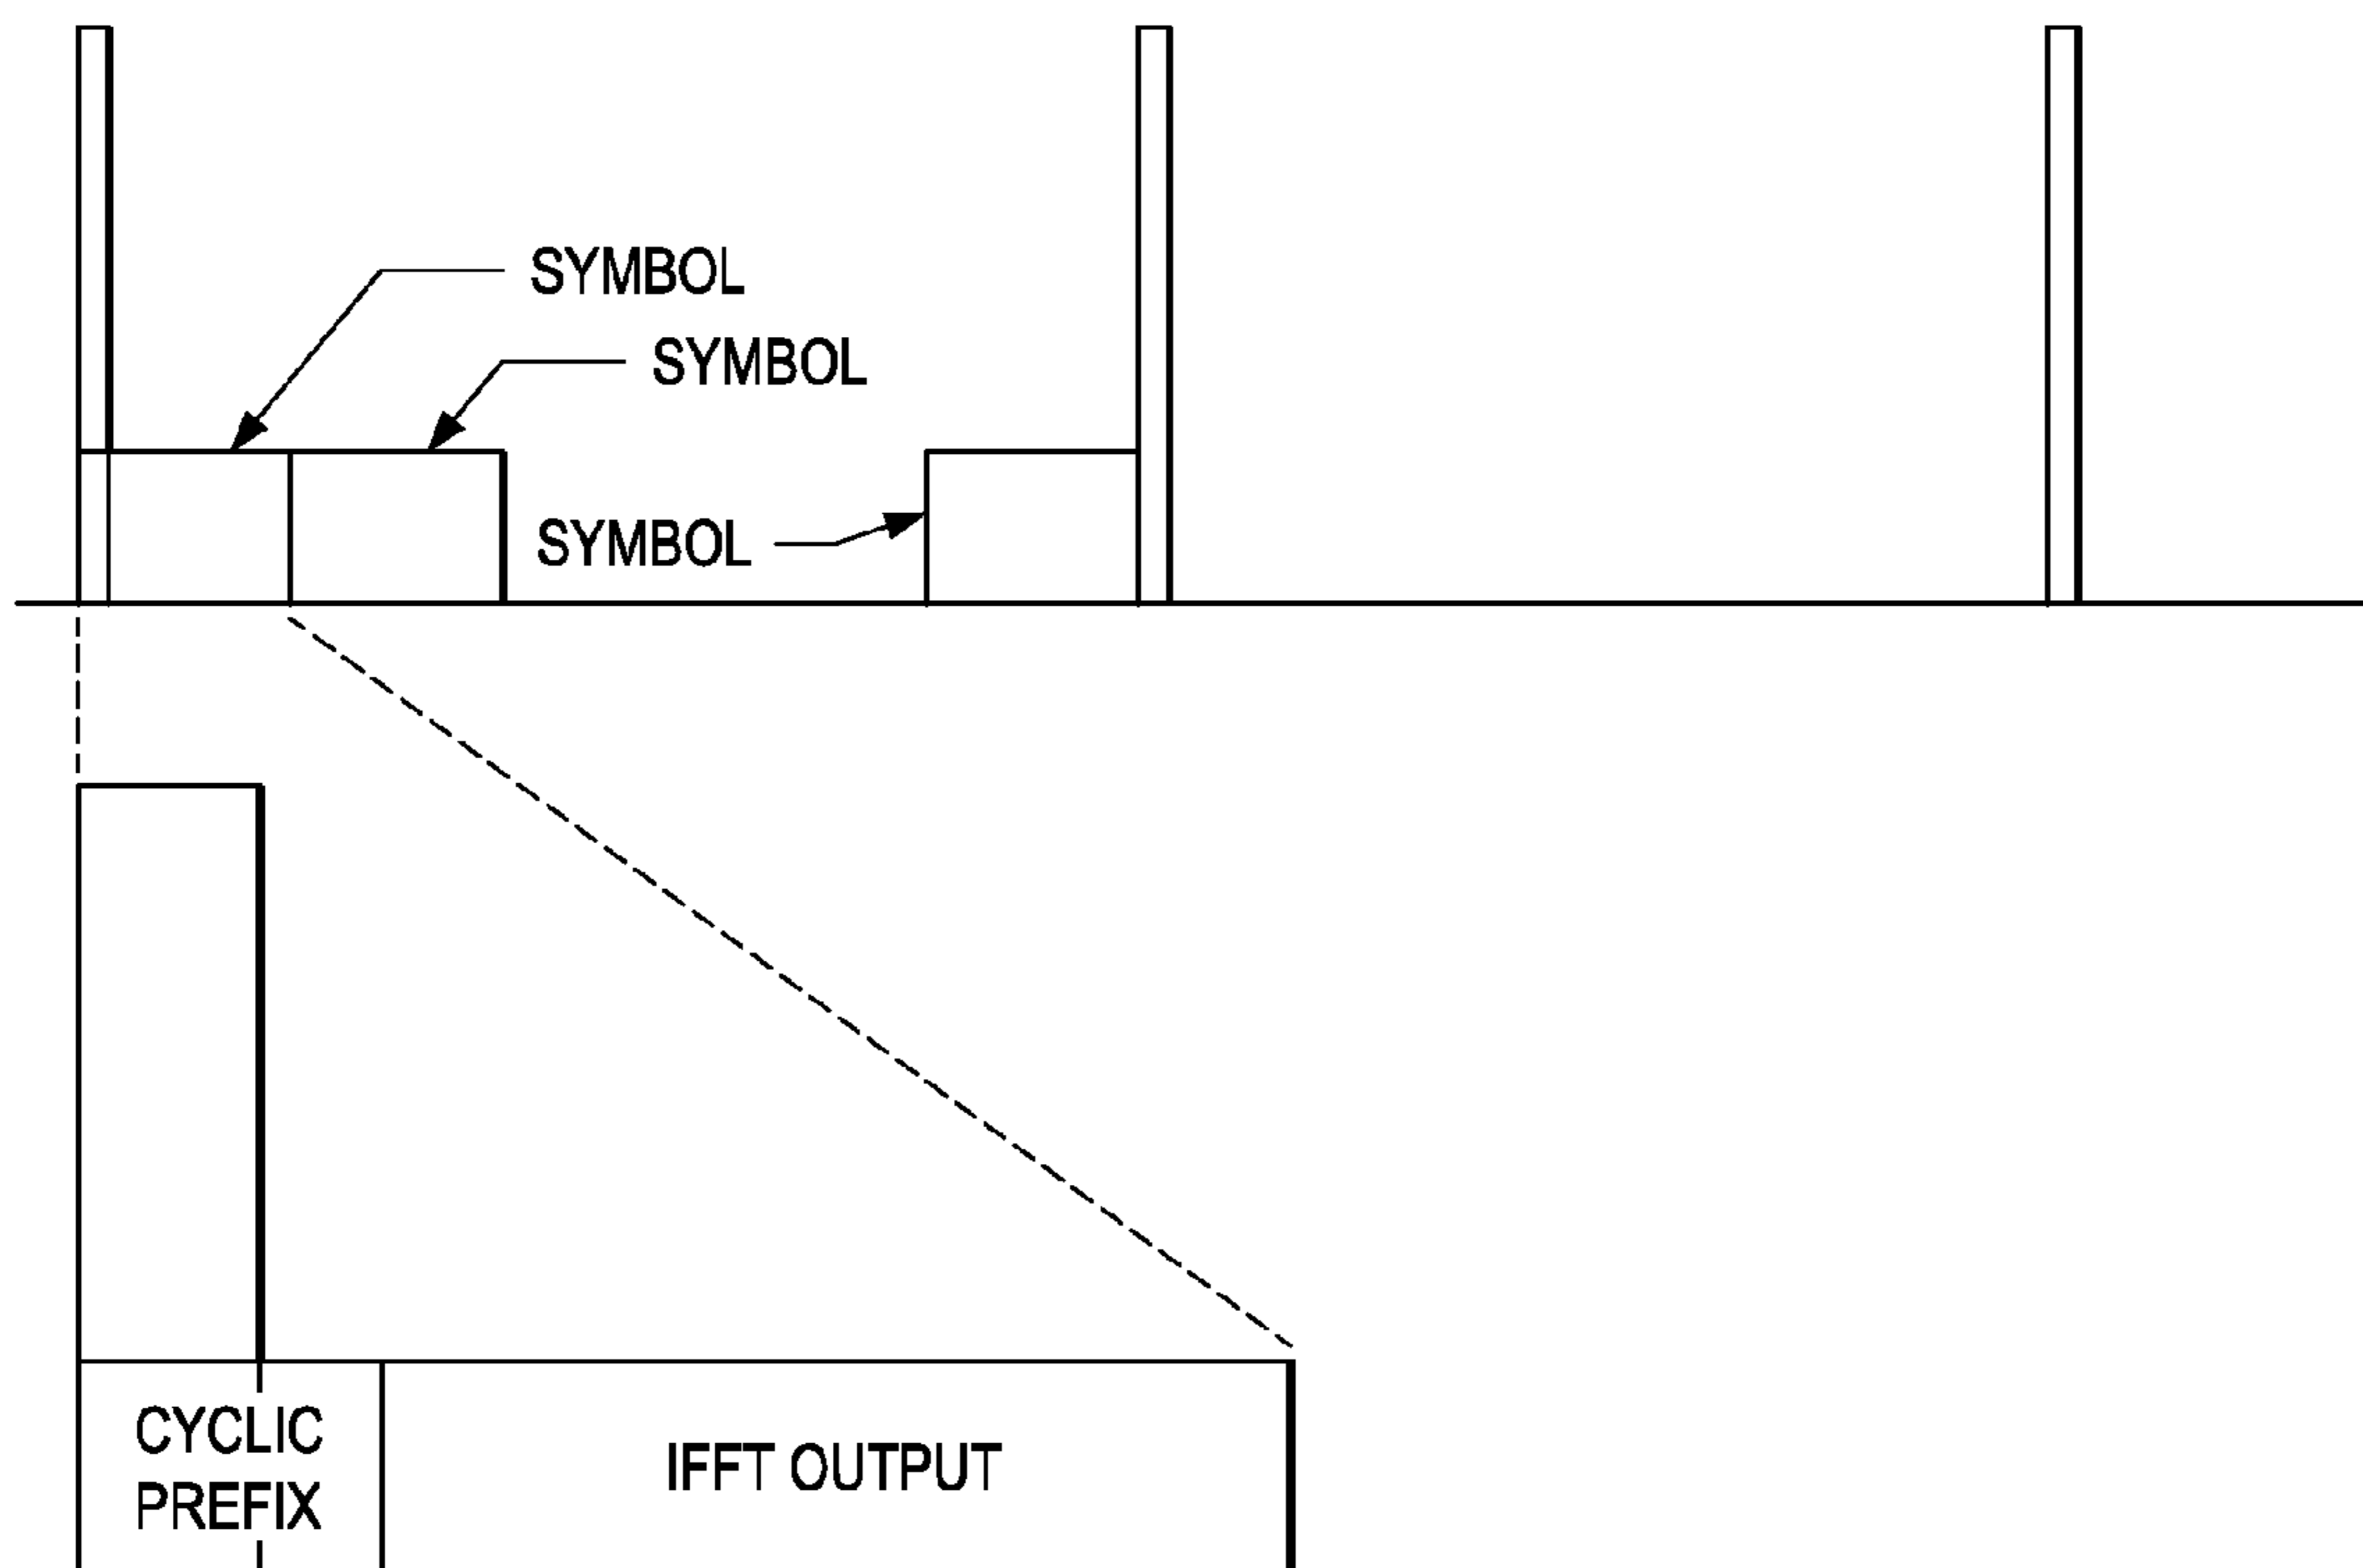 SYMBOL
SYMBOL
SYMBOL
CYCLIC
PREFIX
IFFT OUTPUT